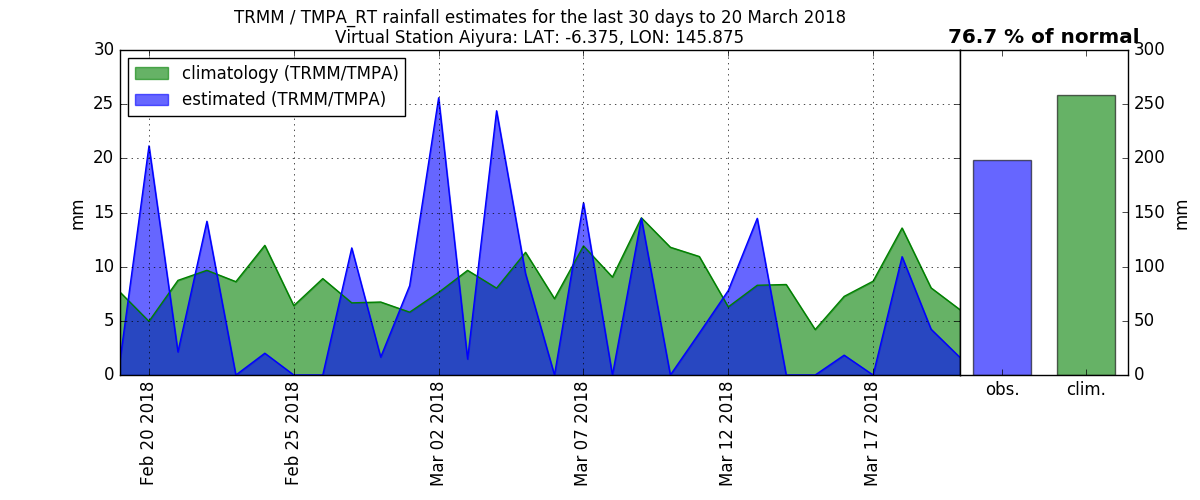 TRMM / TMPA_RT rainfall estimates for the last 30 days to 20 March 2018
Virtual Station Aiyura: LAT: -6.375, LON: 145.875
76.7 % of normal
climatology (TRMM/TMPA)
estimated (TRMM/TMPA)
30
25
20
15
10
5
0
mm
300
250
200
150
100
50
0
mm
Feb 20 2018
Feb 25 2018
Mar 02 2018
Mar 07 2018
Mar 12 2018
Mar 17 2018
obs.
clim.